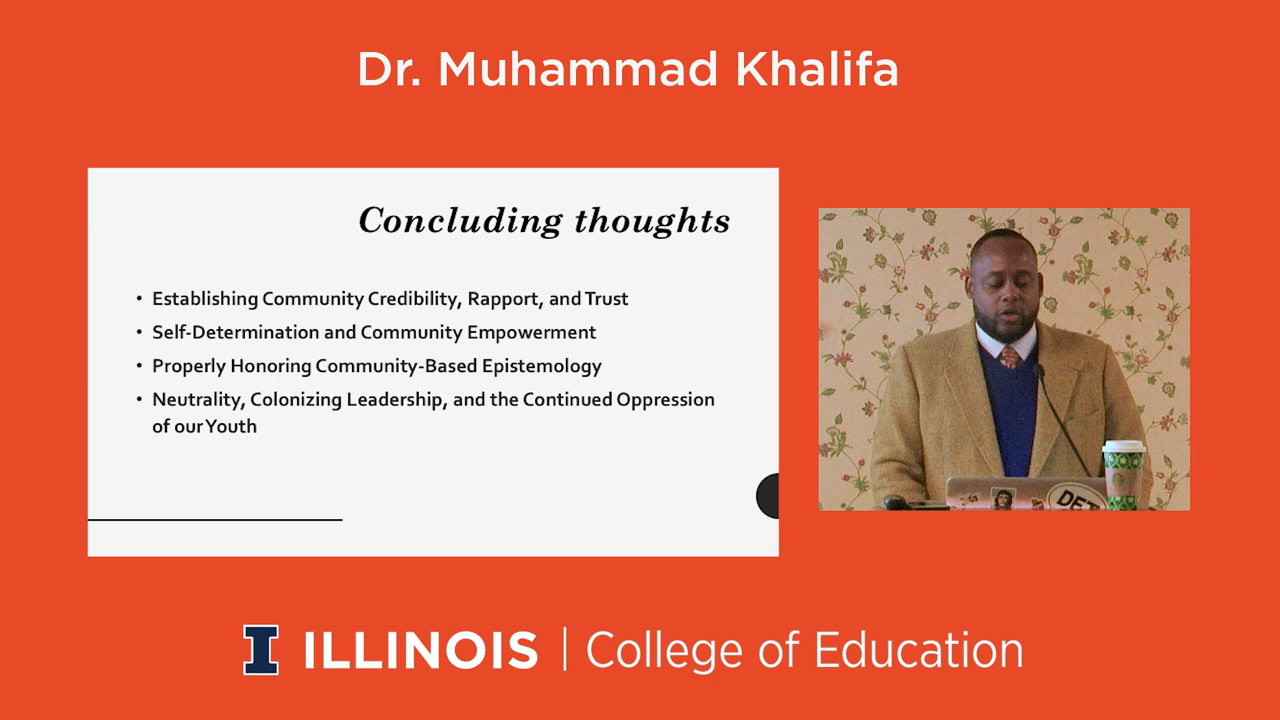 Dr. Muhammad Khalifa
Concluding thoughts
• Establishing Community Credibility, Rapport, and Trust
• Self-Determination and Community Empowerment
• Properly Honoring Community-Based Epistemology
• Neutrality, Colonizing Leadership, and the Continued Oppression
of our Youth
DET
I ILLINOIS | College of Education